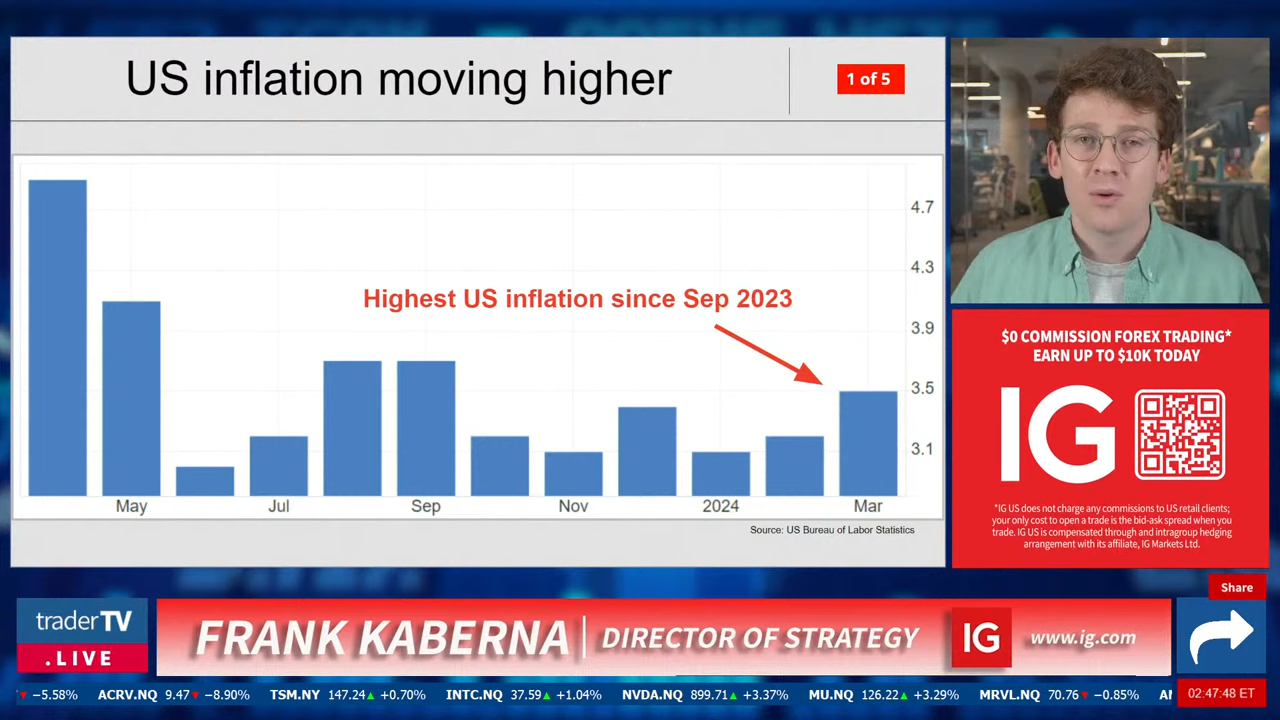 US inflation moving higher
1 of 5
4.7
4.3
3.9
3.5
3.1
Highest US inflation since Sep 2023
May Jul Sep Nov 2024 Mar
Source: US Bureau of Labor Statistics
$0 COMMISSION FOREX TRADING*
EARN UP TO $10K TODAY
IG
*IG US does not charge any commissions to US retail clients;
your only cost to open a trade is the bid-ask spread when you
trade. IG US is compensated through and intragroup hedging
arrangement with its affiliate, IG Markets Ltd.
Share
traderTV
.LIVE
FRANK KABERNA
DIRECTOR OF STRATEGY
IG
www.ig.com
▼ −5.58% ACRV.NQ 9.47▼ −8.90% TSM.NY 147.24▲ +0.70% INTC.NQ 37.59▲ +1.04% NVDA.NQ 899.71▲ +3.37% MU.NQ 126.22▲ +3.29% MRVL.NQ 70.76▼ −0.85%
02:47:48 ET